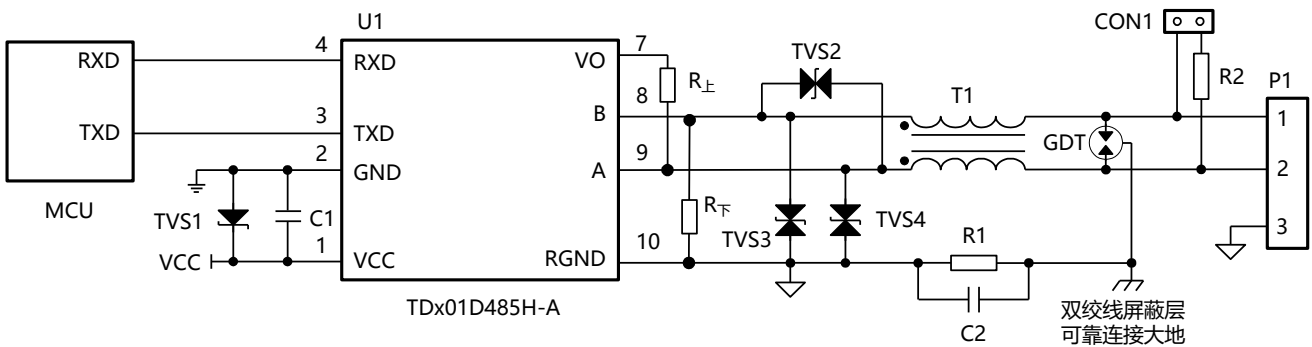 U1
CON1
MCU
RXD
TXD
4
3
2
1
RXD
TXD
GND
VCC
VO
B
A
RGND
7
8
9
10
TDx01D485H-A
TVS1
C1
VCC
R上
R下
TVS2
TVS3
TVS4
T1
GDT
R2
P1
1
2
3
R1
C2
双绞线屏蔽层
可靠连接大地